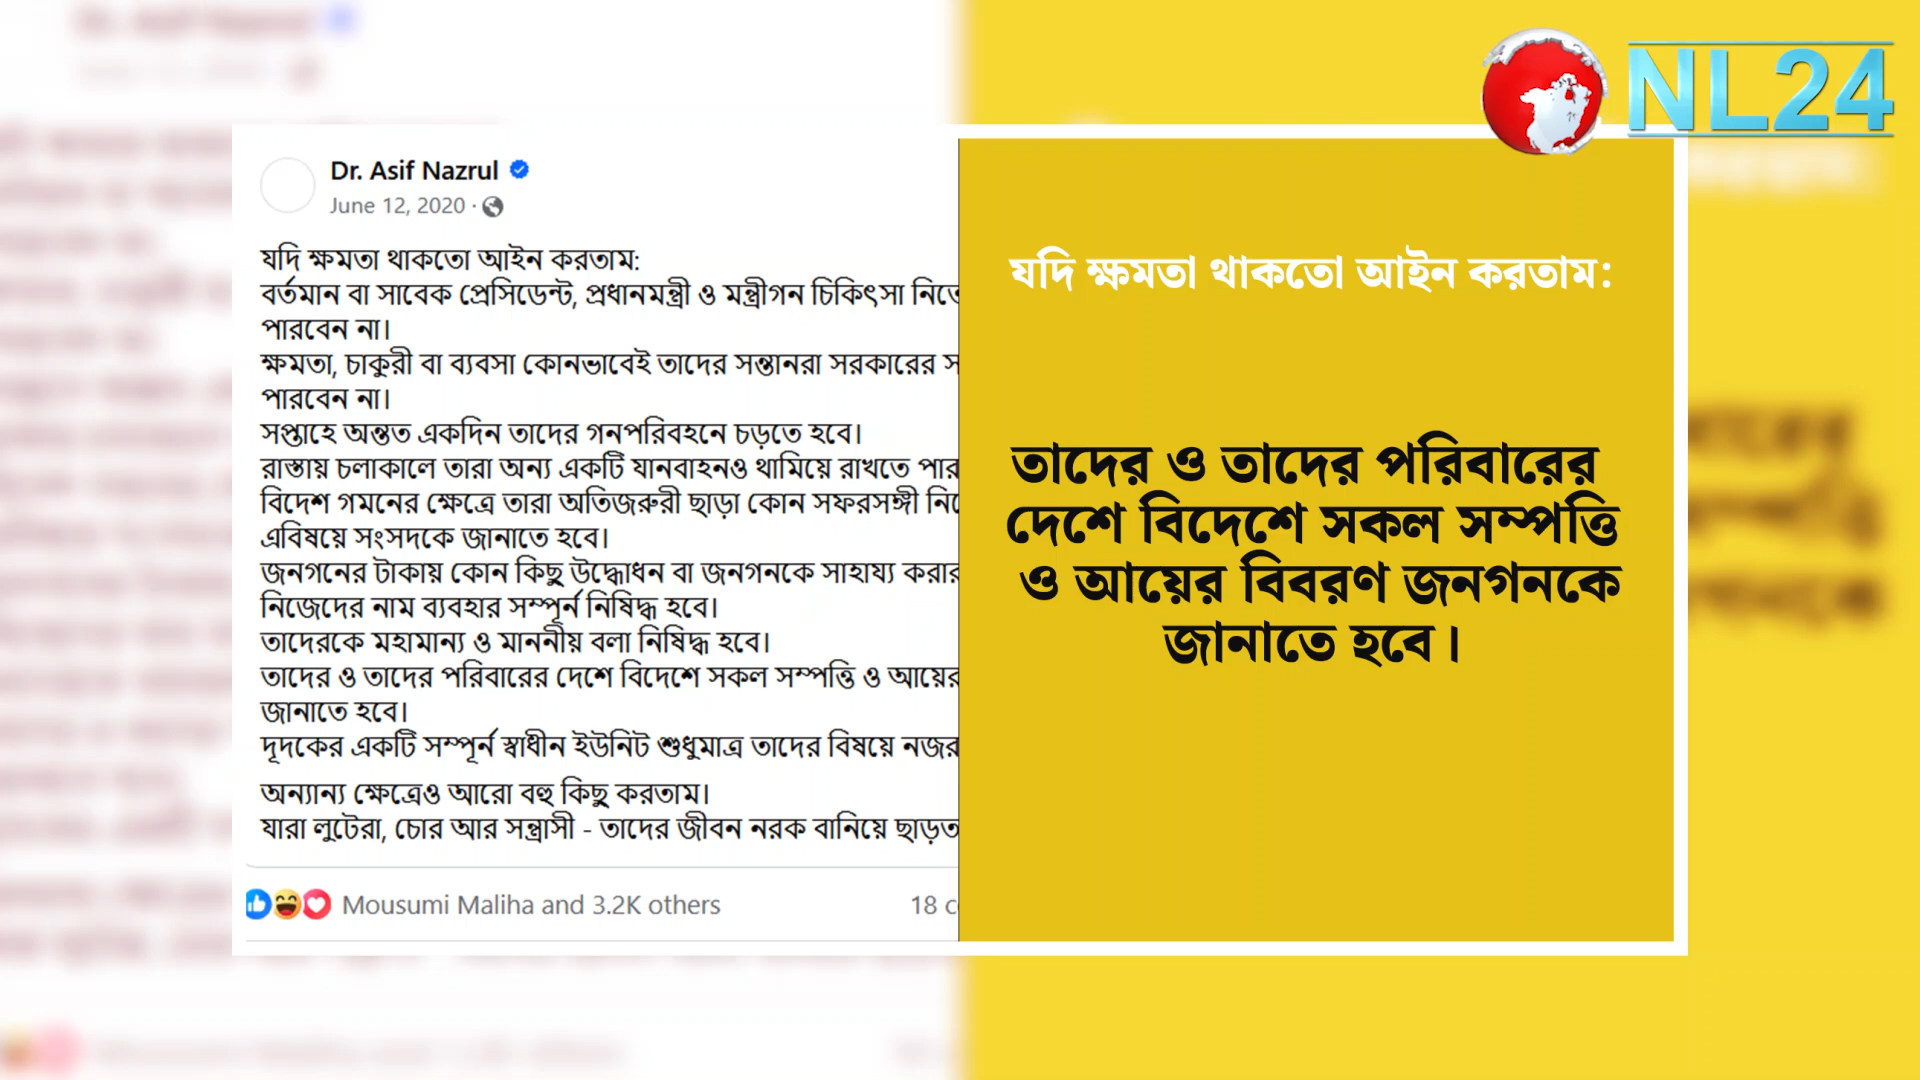 NL24
Dr. Asif Nazrul
June 12, 2020 ·
যদি ক্ষমতা থাকতো আইন করতাম:
বর্তমান বা সাবেক প্রেসিডেন্ট, প্রধানমন্ত্রী ও মন্ত্রীগন চিকিৎসা
পারবেন না।
ক্ষমতা, চাকুরী বা ব্যবসা কোনভাবেই তাদের সন্তানরা সরকারের
পারবেন না।
সপ্তাহে অন্তত একদিন তাদের গনপরিবহনে চড়তে হবে।
রাস্তায় চলাকালে তারা অন্য একটি যানবাহনও থামিয়ে রাখতে
বিদেশ গমনের ক্ষেত্রে তারা অতিজরুরী ছাড়া কোন সফরসঙ্গী
এবিষয়ে সংসদকে জানাতে হবে।
জনগনের টাকায় কোন কিছু উদ্ধোধন বা জনগনকে সাহায্য
নিজেদের নাম ব্যবহার সম্পূর্ন নিষিদ্ধ হবে।
তাদেরকে মহামান্য ও মাননীয় বলা নিষিদ্ধ হবে।
তাদের ও তাদের পরিবারের দেশে বিদেশে সকল সম্পত্তি ও আয়ের
জানাতে হবে।
দূদকের একটি সম্পূর্ন স্বাধীন ইউনিট শুধুমাত্র তাদের বিষয়ে
অন্যান্য ক্ষেত্রেও আরো বহু কিছু করতাম।
যারা লুটেরা, চোর আর সন্ত্রাসী - তাদের জীবন নরক বানিয়ে
Mousumi Maliha and 3.2K others
18
যদি ক্ষমতা থাকতো আইন করতাম:
তাদের ও তাদের পরিবারের
দেশে বিদেশে সকল সম্পত্তি
ও আয়ের বিবরণ জনগনকে
জানাতে হবে।